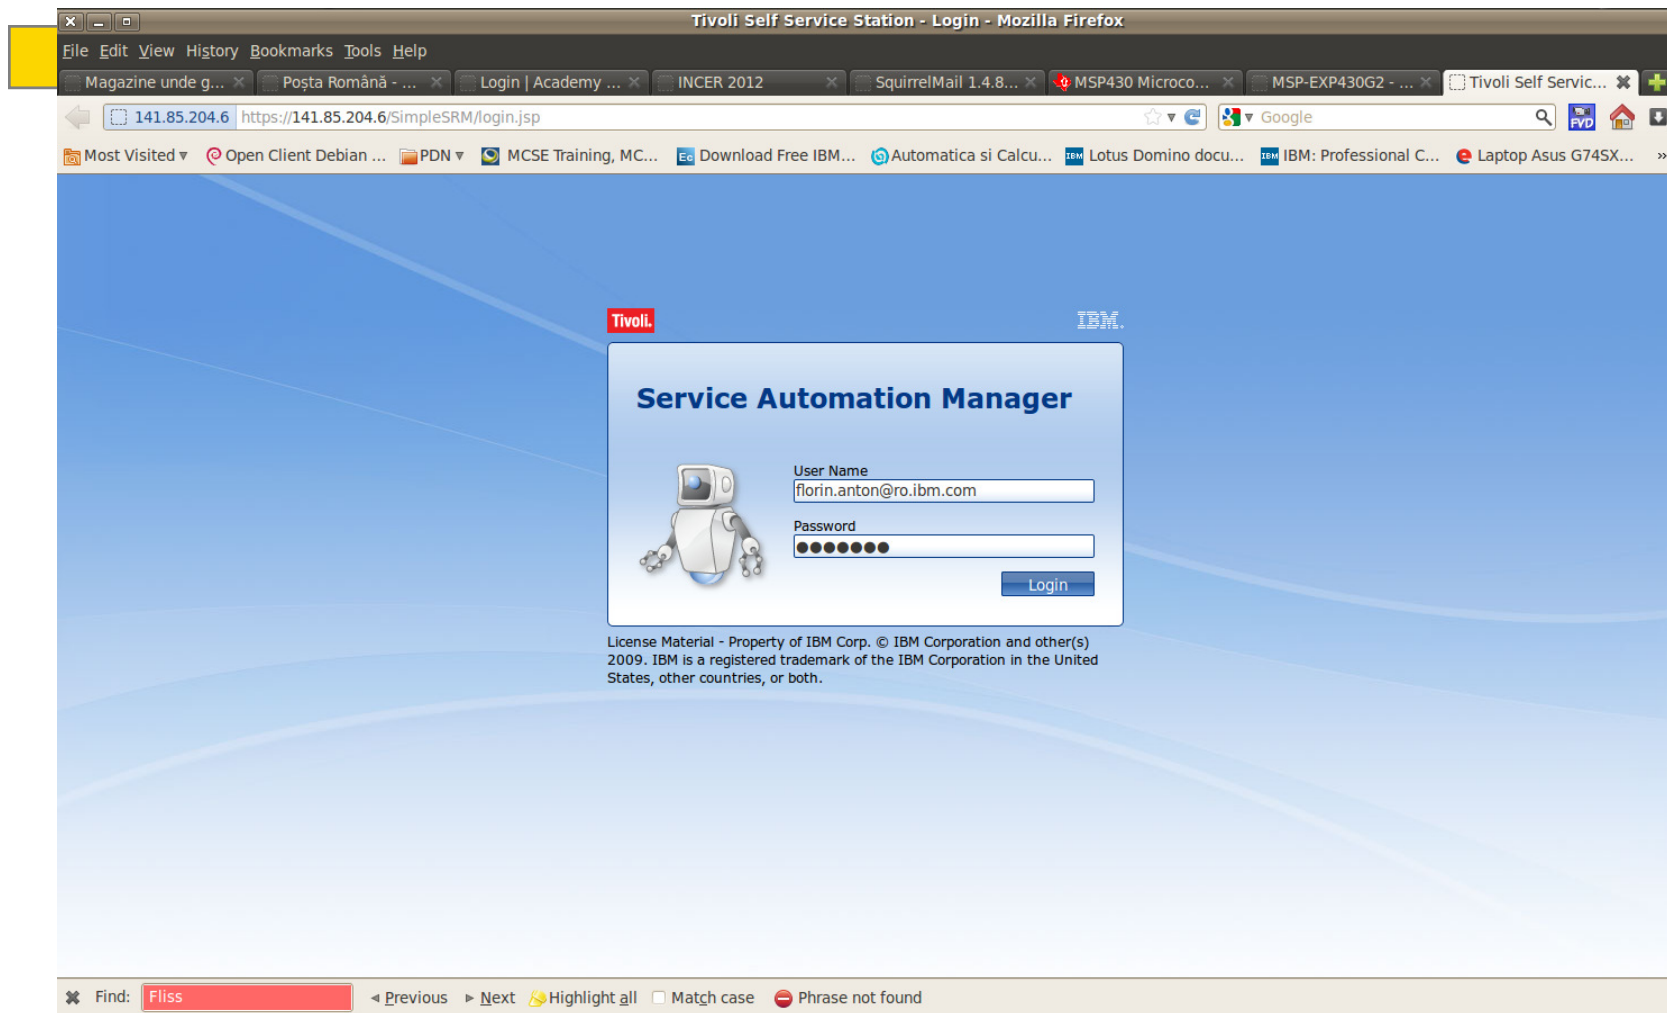 Tivoli Self Service Station - Login - Mozilla Firefox
File Edit View History Bookmarks Tools Help
Magazine unde g... Poșta Română - ... Login | Academy ... INCER 2012 SquirrelMail 1.4.8... MSP430 Microco... MSP-EXP430G2 - ... Tivoli Self Servic...
141.85.204.6 https://141.85.204.6/SimpleSRM/login.jsp Google FVD
Most Visited Open Client Debian ... PDN MCSE Training, MC... Ec Download Free IBM... Automatica si Calcu... IBM Lotus Domino docu... IBM IBM: Professional C... Laptop Asus G74SX... »
Tivoli. IBM.
Service Automation Manager
User Name
florin.anton@ro.ibm.com
Password
●●●●●●●
Login
License Material - Property of IBM Corp. © IBM Corporation and other(s)
2009. IBM is a registered trademark of the IBM Corporation in the United
States, other countries, or both.
Find: Fliss Previous Next Highlight all Match case Phrase not found